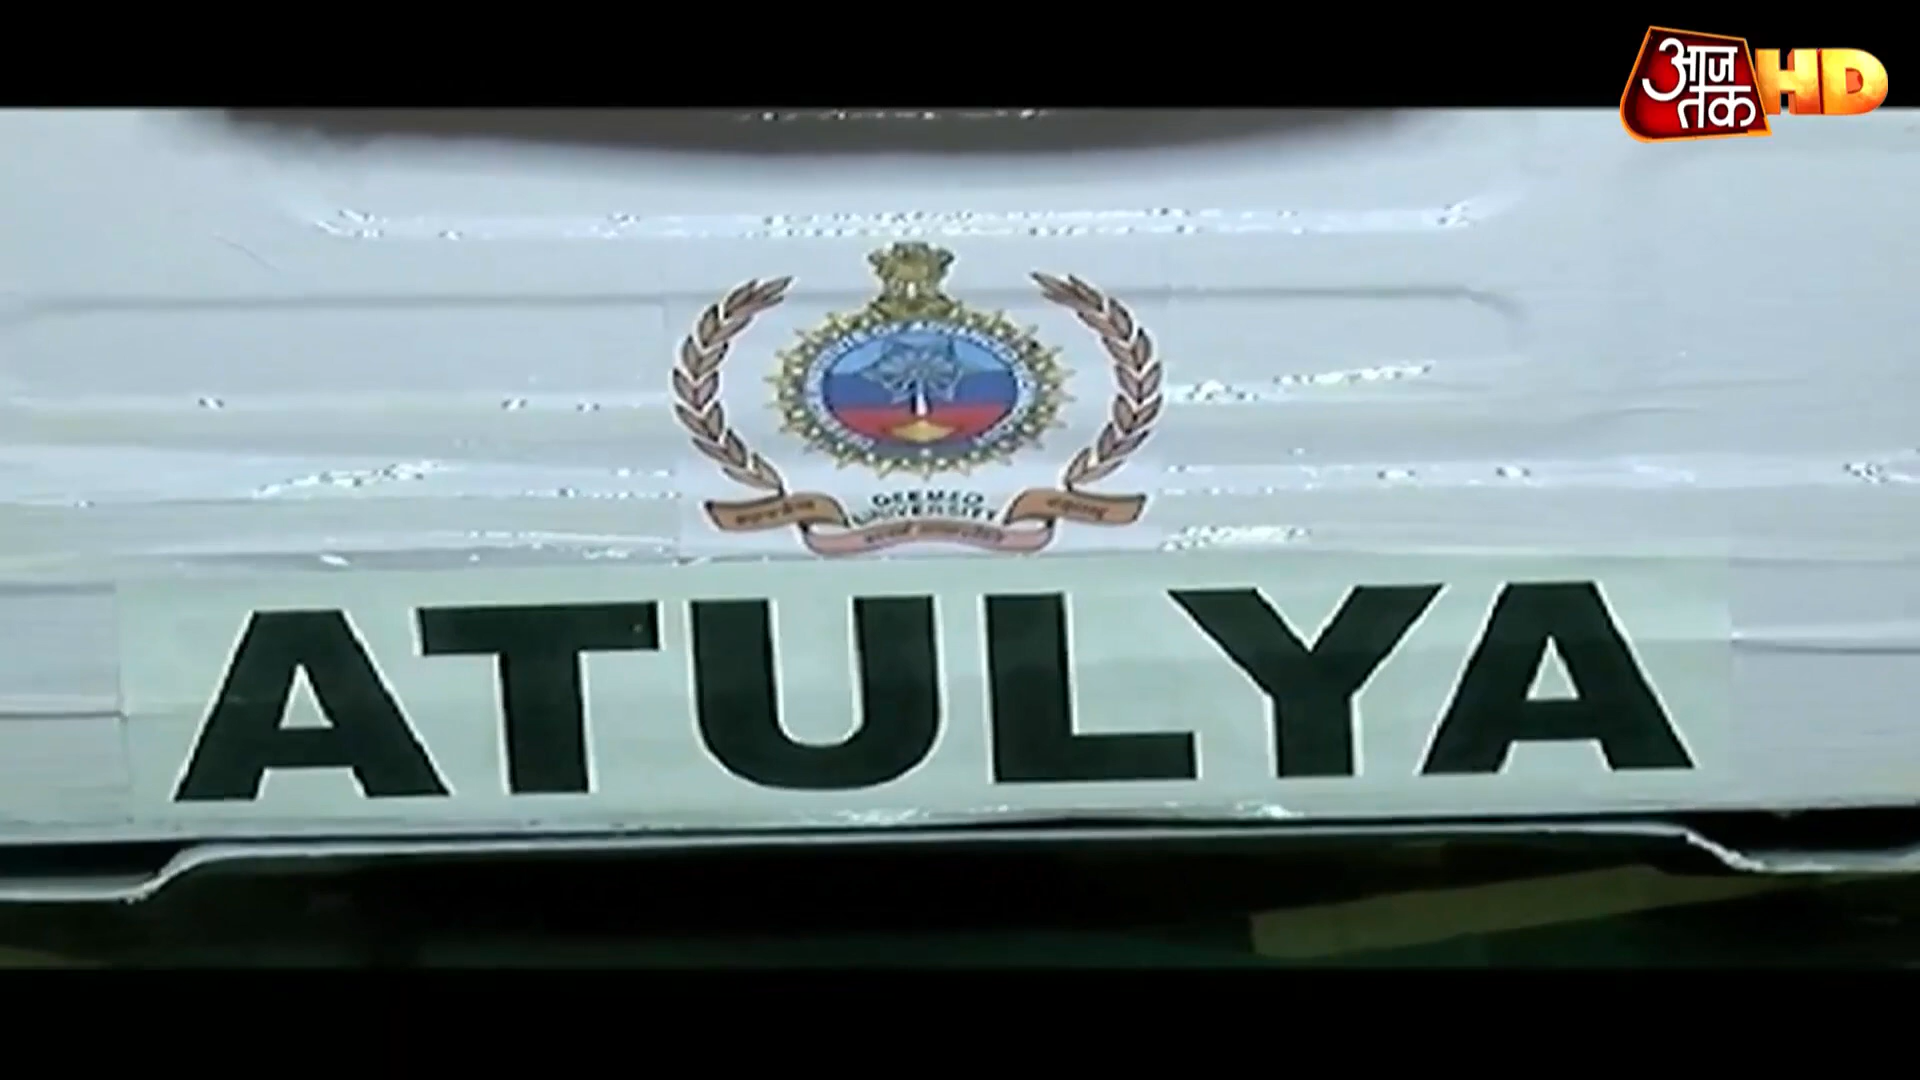 आज
तक HD
DEEMED
UNIVERSITY
ATULYA